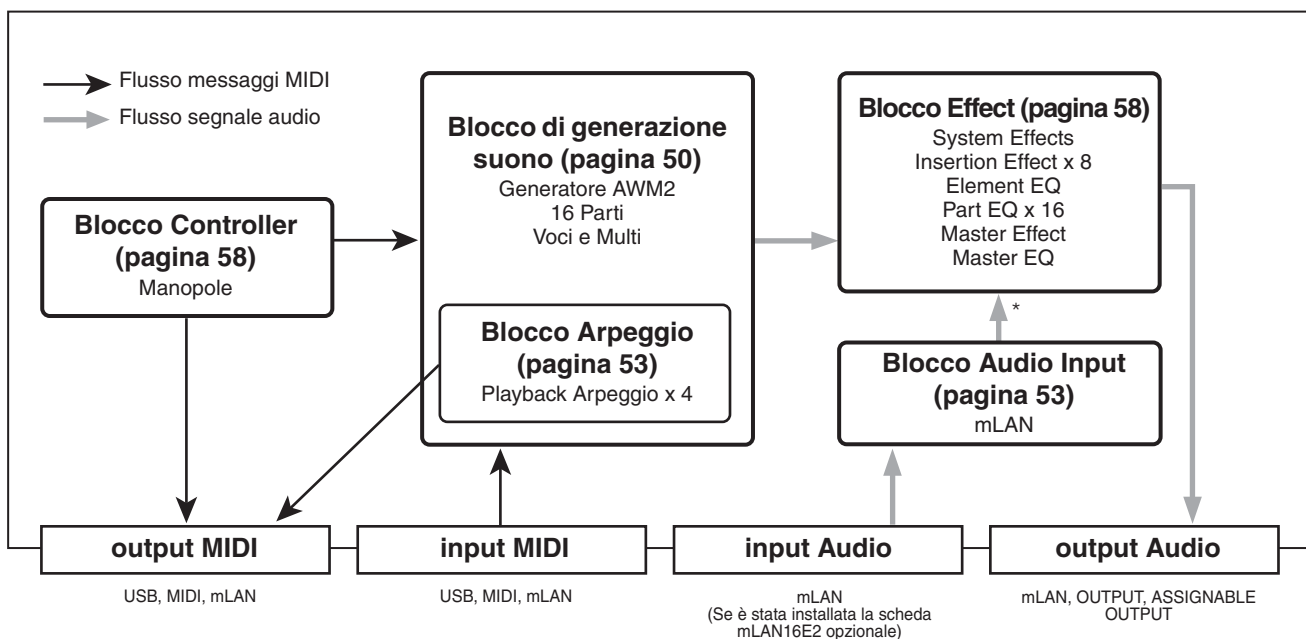 Flusso messaggi MIDI
Flusso segnale audio
Blocco Controller
(pagina 58)
Manopole
Blocco di generazione
suono (pagina 50)
Generatore AWM2
16 Parti
Voci e Multi
Blocco Arpeggio
(pagina 53)
Playback Arpeggio x 4
Blocco Effect (pagina 58)
System Effects
Insertion Effect x 8
Element EQ
Part EQ x 16
Master Effect
Master EQ
*
Blocco Audio Input
(pagina 53)
mLAN
output MIDI
input MIDI
input Audio
output Audio
USB, MIDI, mLAN
USB, MIDI, mLAN
mLAN
(Se è stata installata la scheda
mLAN16E2 opzionale)
mLAN, OUTPUT, ASSIGNABLE
OUTPUT